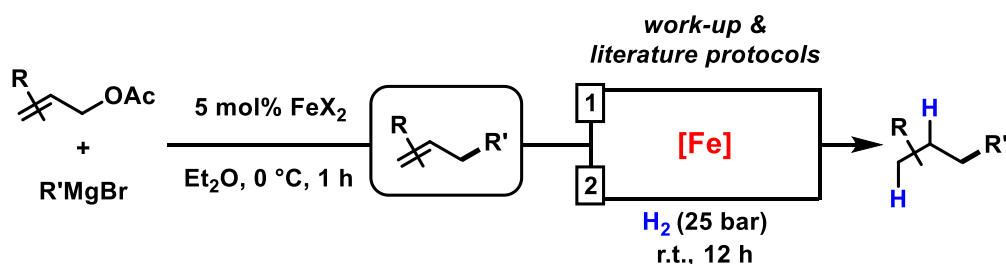 work-up &
literature protocols
R
OAc
+
R'MgBr
5 mol% FeX₂
Et₂O, 0 °C, 1 h
R
R'
1
[Fe]
2
H₂ (25 bar)
r.t., 12 h
H
R
R'
H